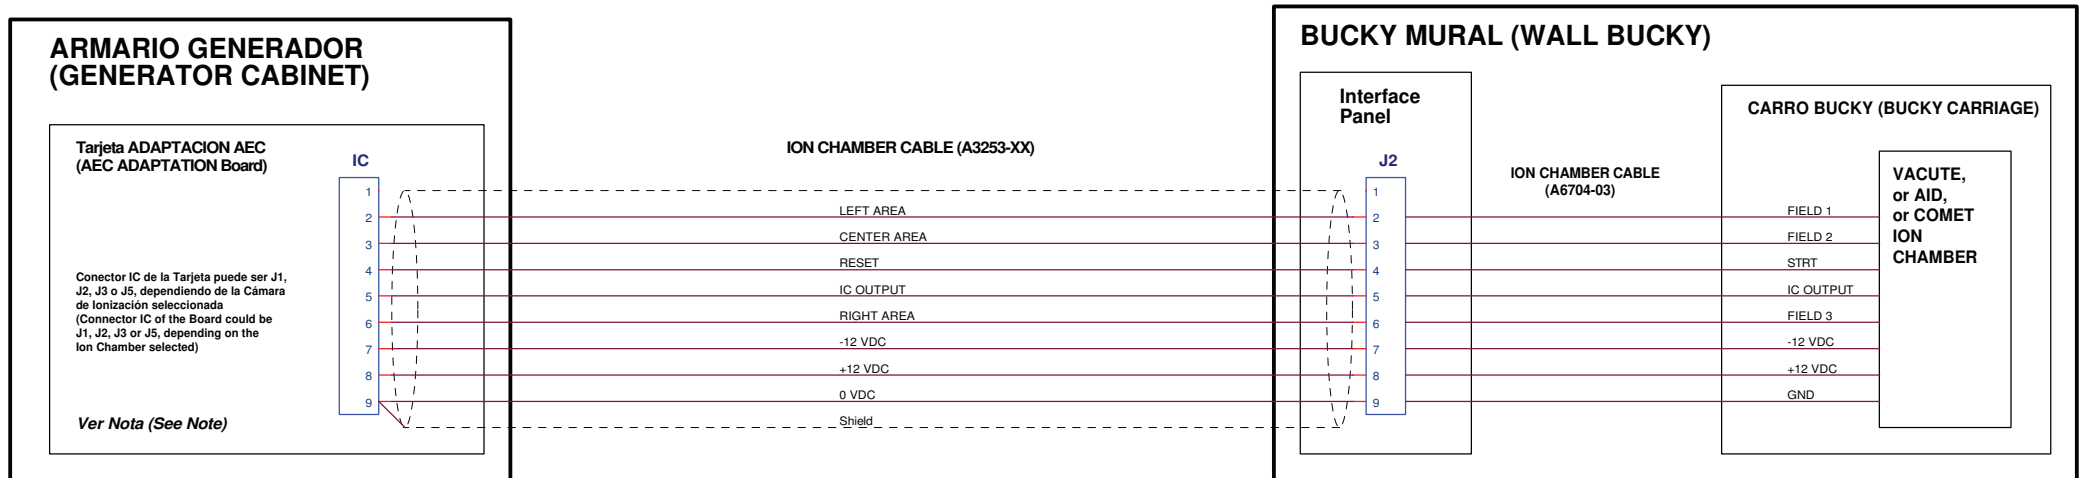 ARMARIO GENERADOR
(GENERATOR CABINET)
Tarjeta ADAPTACION AEC
(AEC ADAPTATION Board)
IC
1
2
3
4
5
6
7
8
9
Conector IC de la Tarjeta puede ser J1,
J2, J3 o J5, dependiendo de la Cámara
de Ionización seleccionada
(Connector IC of the Board could be
J1, J2, J3 or J5, depending on the
Ion Chamber selected)
Ver Nota (See Note)
ION CHAMBER CABLE (A3253-XX)
LEFT AREA
CENTER AREA
RESET
IC OUTPUT
RIGHT AREA
-12 VDC
+12 VDC
0 VDC
Shield
BUCKY MURAL (WALL BUCKY)
Interface
Panel
J2
1
2
3
4
5
6
7
8
9
ION CHAMBER CABLE
(A6704-03)
CARRO BUCKY (BUCKY CARRIAGE)
FIELD 1
FIELD 2
STRT
IC OUTPUT
FIELD 3
-12 VDC
+12 VDC
GND
VACUTE,
or AID,
or COMET
ION
CHAMBER